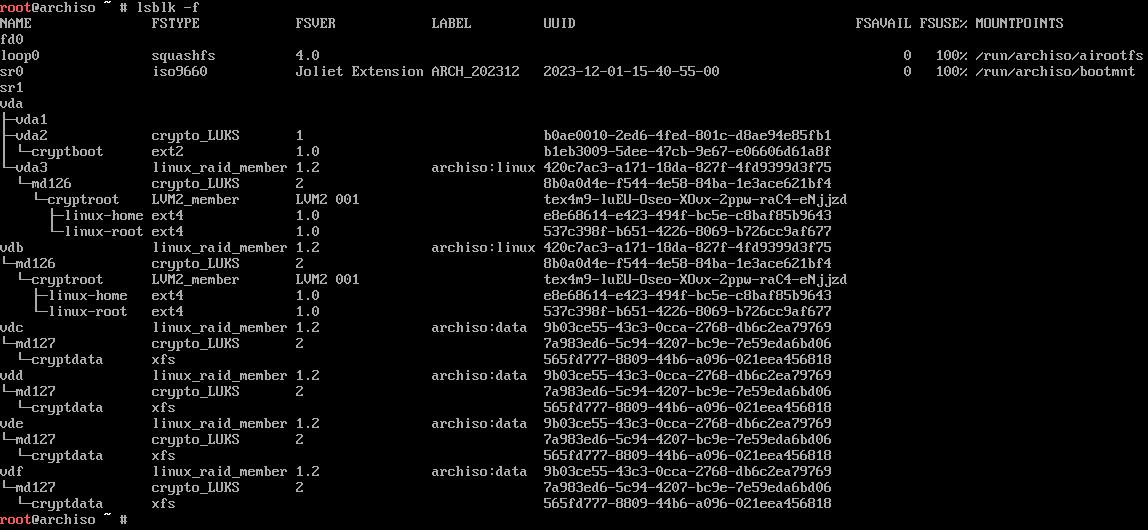 root@archiso ~ # lsblk -f
NAME                FSTYPE            FSVER            LABEL         UUID                                   FSAVAIL FSUSE% MOUNTPOINTS
fd0
loop0               squashfs          4.0                                                                         0   100% /run/archiso/airootfs
sr0                 iso9660           Joliet Extension ARCH_202312   2023-12-01-15-40-55-00                       0   100% /run/archiso/bootmnt
sr1
vda
├─vda1
├─vda2              crypto_LUKS       1                              b0ae0010-2ed6-4fed-801c-d8ae94e85fb1
│ └─cryptboot       ext2              1.0                            b1eb3009-5dee-47cb-9e67-e06606d61a8f
└─vda3              linux_raid_member 1.2              archiso:linux 420c7ac3-a171-18da-827f-4fd9399d3f75
  └─md126           crypto_LUKS       2                              8b0a0d4e-f544-4e58-84ba-1e3ace621bf4
    └─cryptroot     LVM2_member       LVM2 001                       tex4m9-luEU-Oseo-XOvx-2ppw-raC4-eNjjzd
      ├─linux-home  ext4              1.0                            e8e68614-e423-494f-bc5e-c8baf85b9643
      └─linux-root  ext4              1.0                            537c398f-b651-4226-8069-b726cc9af677
vdb                 linux_raid_member 1.2              archiso:linux 420c7ac3-a171-18da-827f-4fd9399d3f75
└─md126             crypto_LUKS       2                              8b0a0d4e-f544-4e58-84ba-1e3ace621bf4
  └─cryptroot       LVM2_member       LVM2 001                       tex4m9-luEU-Oseo-XOvx-2ppw-raC4-eNjjzd
    ├─linux-home    ext4              1.0                            e8e68614-e423-494f-bc5e-c8baf85b9643
    └─linux-root    ext4              1.0                            537c398f-b651-4226-8069-b726cc9af677
vdc                 linux_raid_member 1.2              archiso:data  9b03ce55-43c3-0cca-2768-db6c2ea79769
└─md127             crypto_LUKS       2                              7a983ed6-5c94-4207-bc9e-7e59eda6bd06
  └─cryptdata       xfs                                              565fd777-8809-44b6-a096-021eea456818
vdd                 linux_raid_member 1.2              archiso:data  9b03ce55-43c3-0cca-2768-db6c2ea79769
└─md127             crypto_LUKS       2                              7a983ed6-5c94-4207-bc9e-7e59eda6bd06
  └─cryptdata       xfs                                              565fd777-8809-44b6-a096-021eea456818
vde                 linux_raid_member 1.2              archiso:data  9b03ce55-43c3-0cca-2768-db6c2ea79769
└─md127             crypto_LUKS       2                              7a983ed6-5c94-4207-bc9e-7e59eda6bd06
  └─cryptdata       xfs                                              565fd777-8809-44b6-a096-021eea456818
vdf                 linux_raid_member 1.2              archiso:data  9b03ce55-43c3-0cca-2768-db6c2ea79769
└─md127             crypto_LUKS       2                              7a983ed6-5c94-4207-bc9e-7e59eda6bd06
  └─cryptdata       xfs                                              565fd777-8809-44b6-a096-021eea456818
root@archiso ~ #